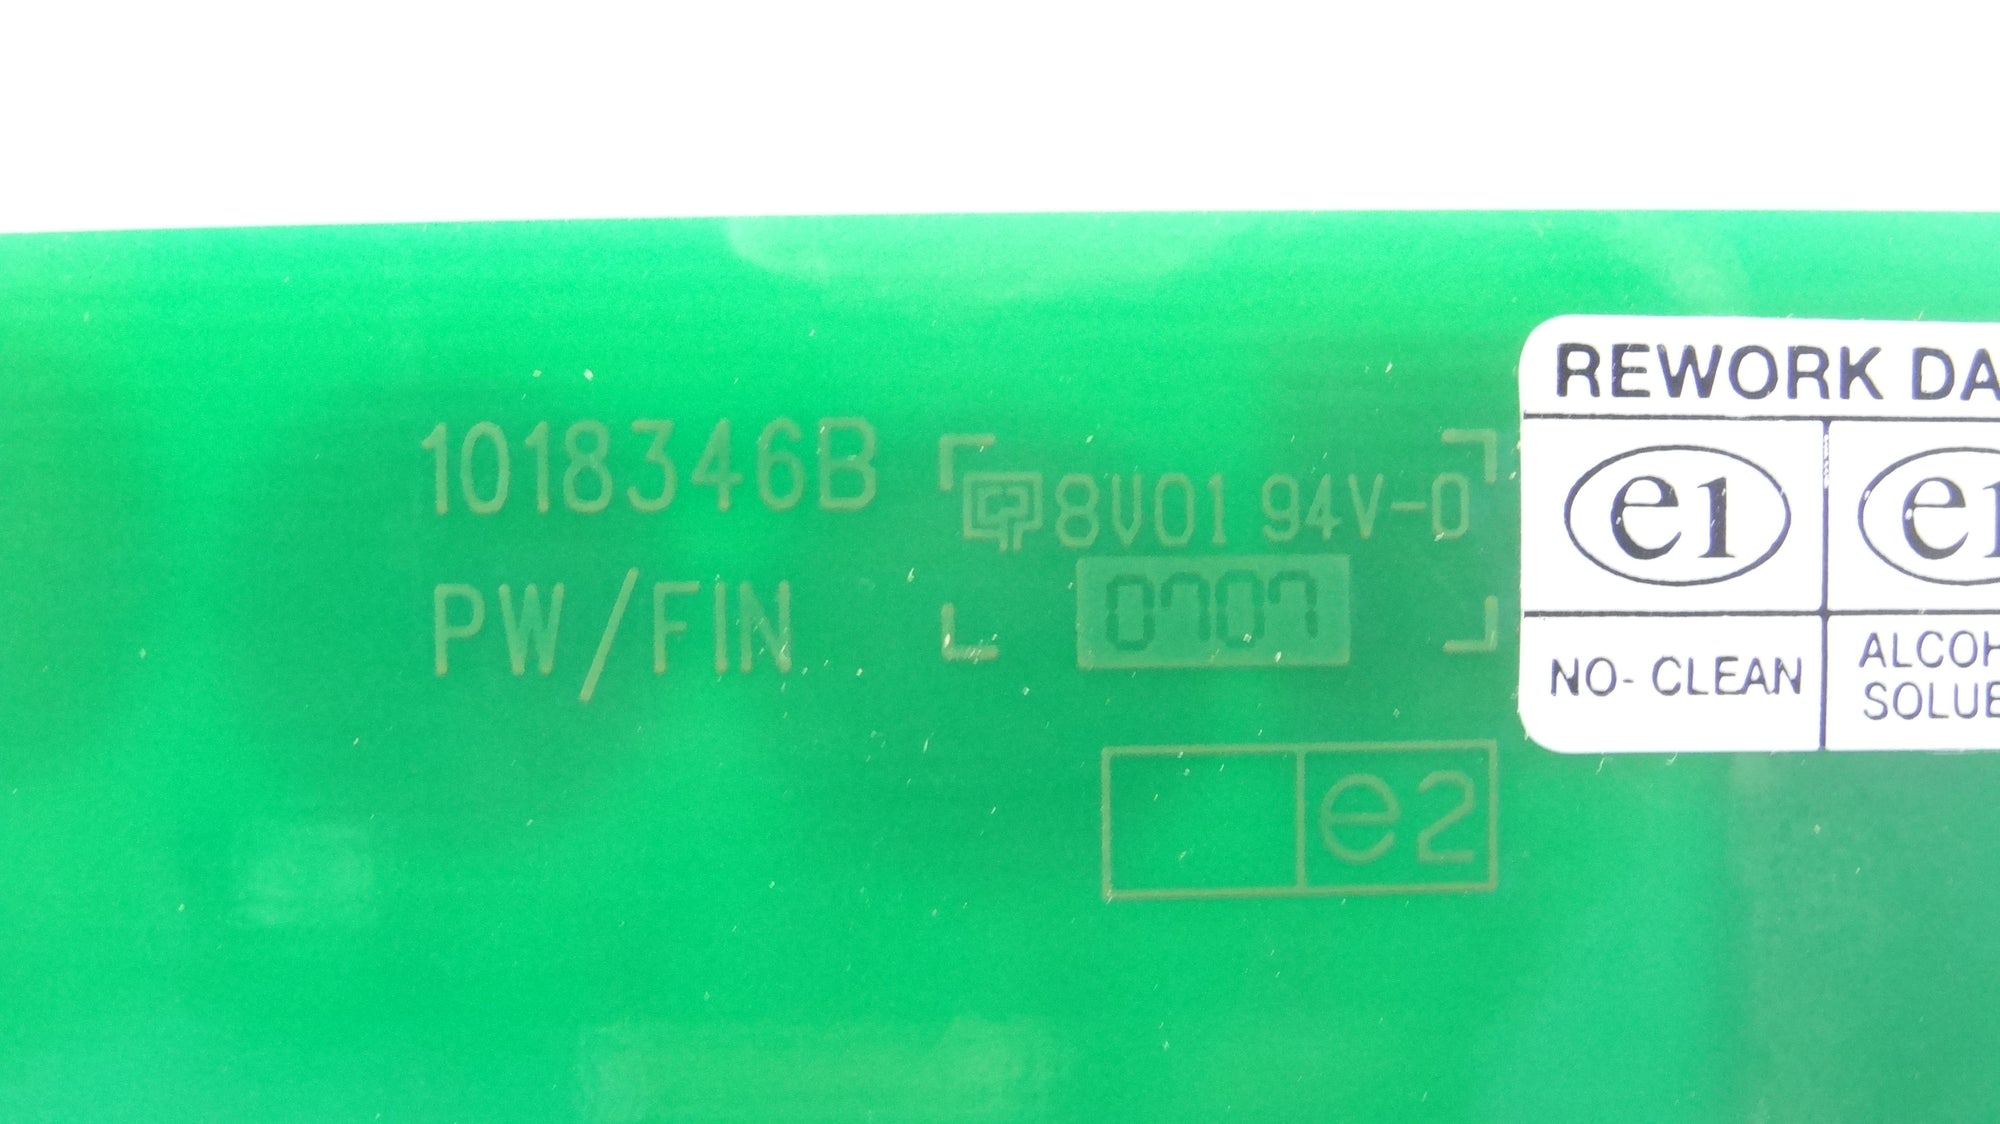 1018346B
PW/FIN
8V01 94V-0
0707
e2
REWORK DA
e1
e1
NO- CLEAN
ALCOH
SOLUB